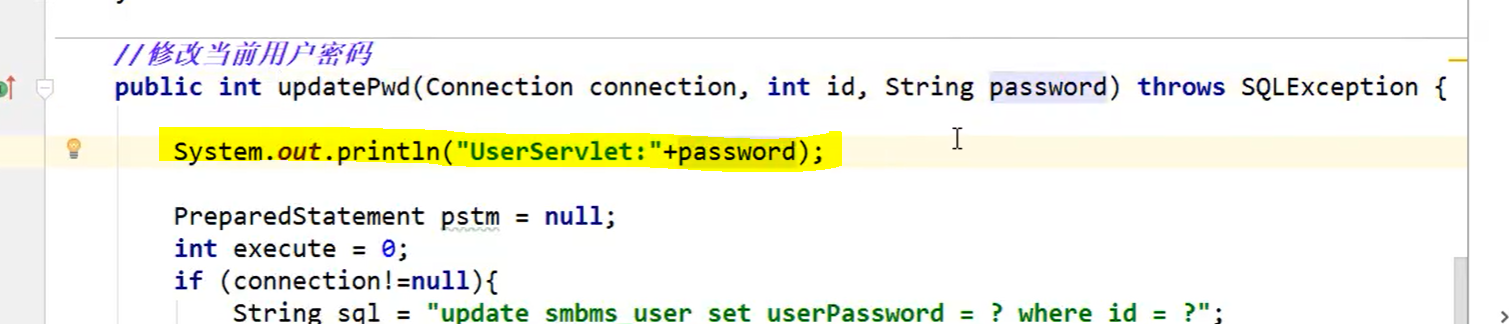 //修改当前用户密码
public int updatePwd(Connection connection, int id, String password) throws SQLException {
System.out.println("UserServlet:"+password);
PreparedStatement pstm = null;
int execute = 0;
if (connection!=null){
String sql = "update smbms_user set userPassword = ? where id = ?";